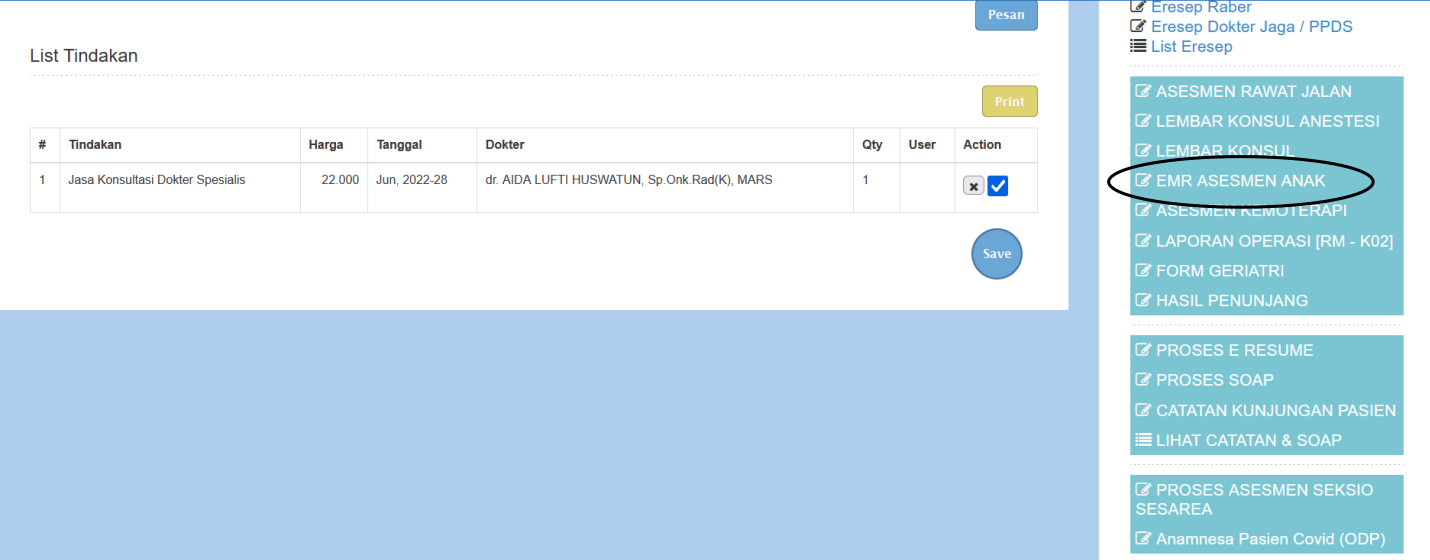 Pesan
List Tindakan
Print
# Tindakan Harga Tanggal Dokter Qty User Action
1 Jasa Konsultasi Dokter Spesialis 22.000 Jun, 2022-28 dr. AIDA LUFTI HUSWATUN, Sp.Onk.Rad(K), MARS 1
Save
Eresep Raber
Eresep Dokter Jaga / PPDS
List Eresep
ASESMEN RAWAT JALAN
LEMBAR KONSUL ANESTESI
LEMBAR KONSUL
EMR ASESMEN ANAK
ASESMEN KEMOTERAPI
LAPORAN OPERASI [RM - K02]
FORM GERIATRI
HASIL PENUNJANG
PROSES E RESUME
PROSES SOAP
CATATAN KUNJUNGAN PASIEN
LIHAT CATATAN & SOAP
PROSES ASESMEN SEKSIO
SESAREA
Anamnesa Pasien Covid (ODP)